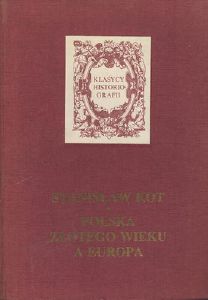 KLASYCY
HISTORIO-
GRAFII
STANISŁAW KOT
POLSKA
ZŁOTEGO WIEKU
A EUROPA